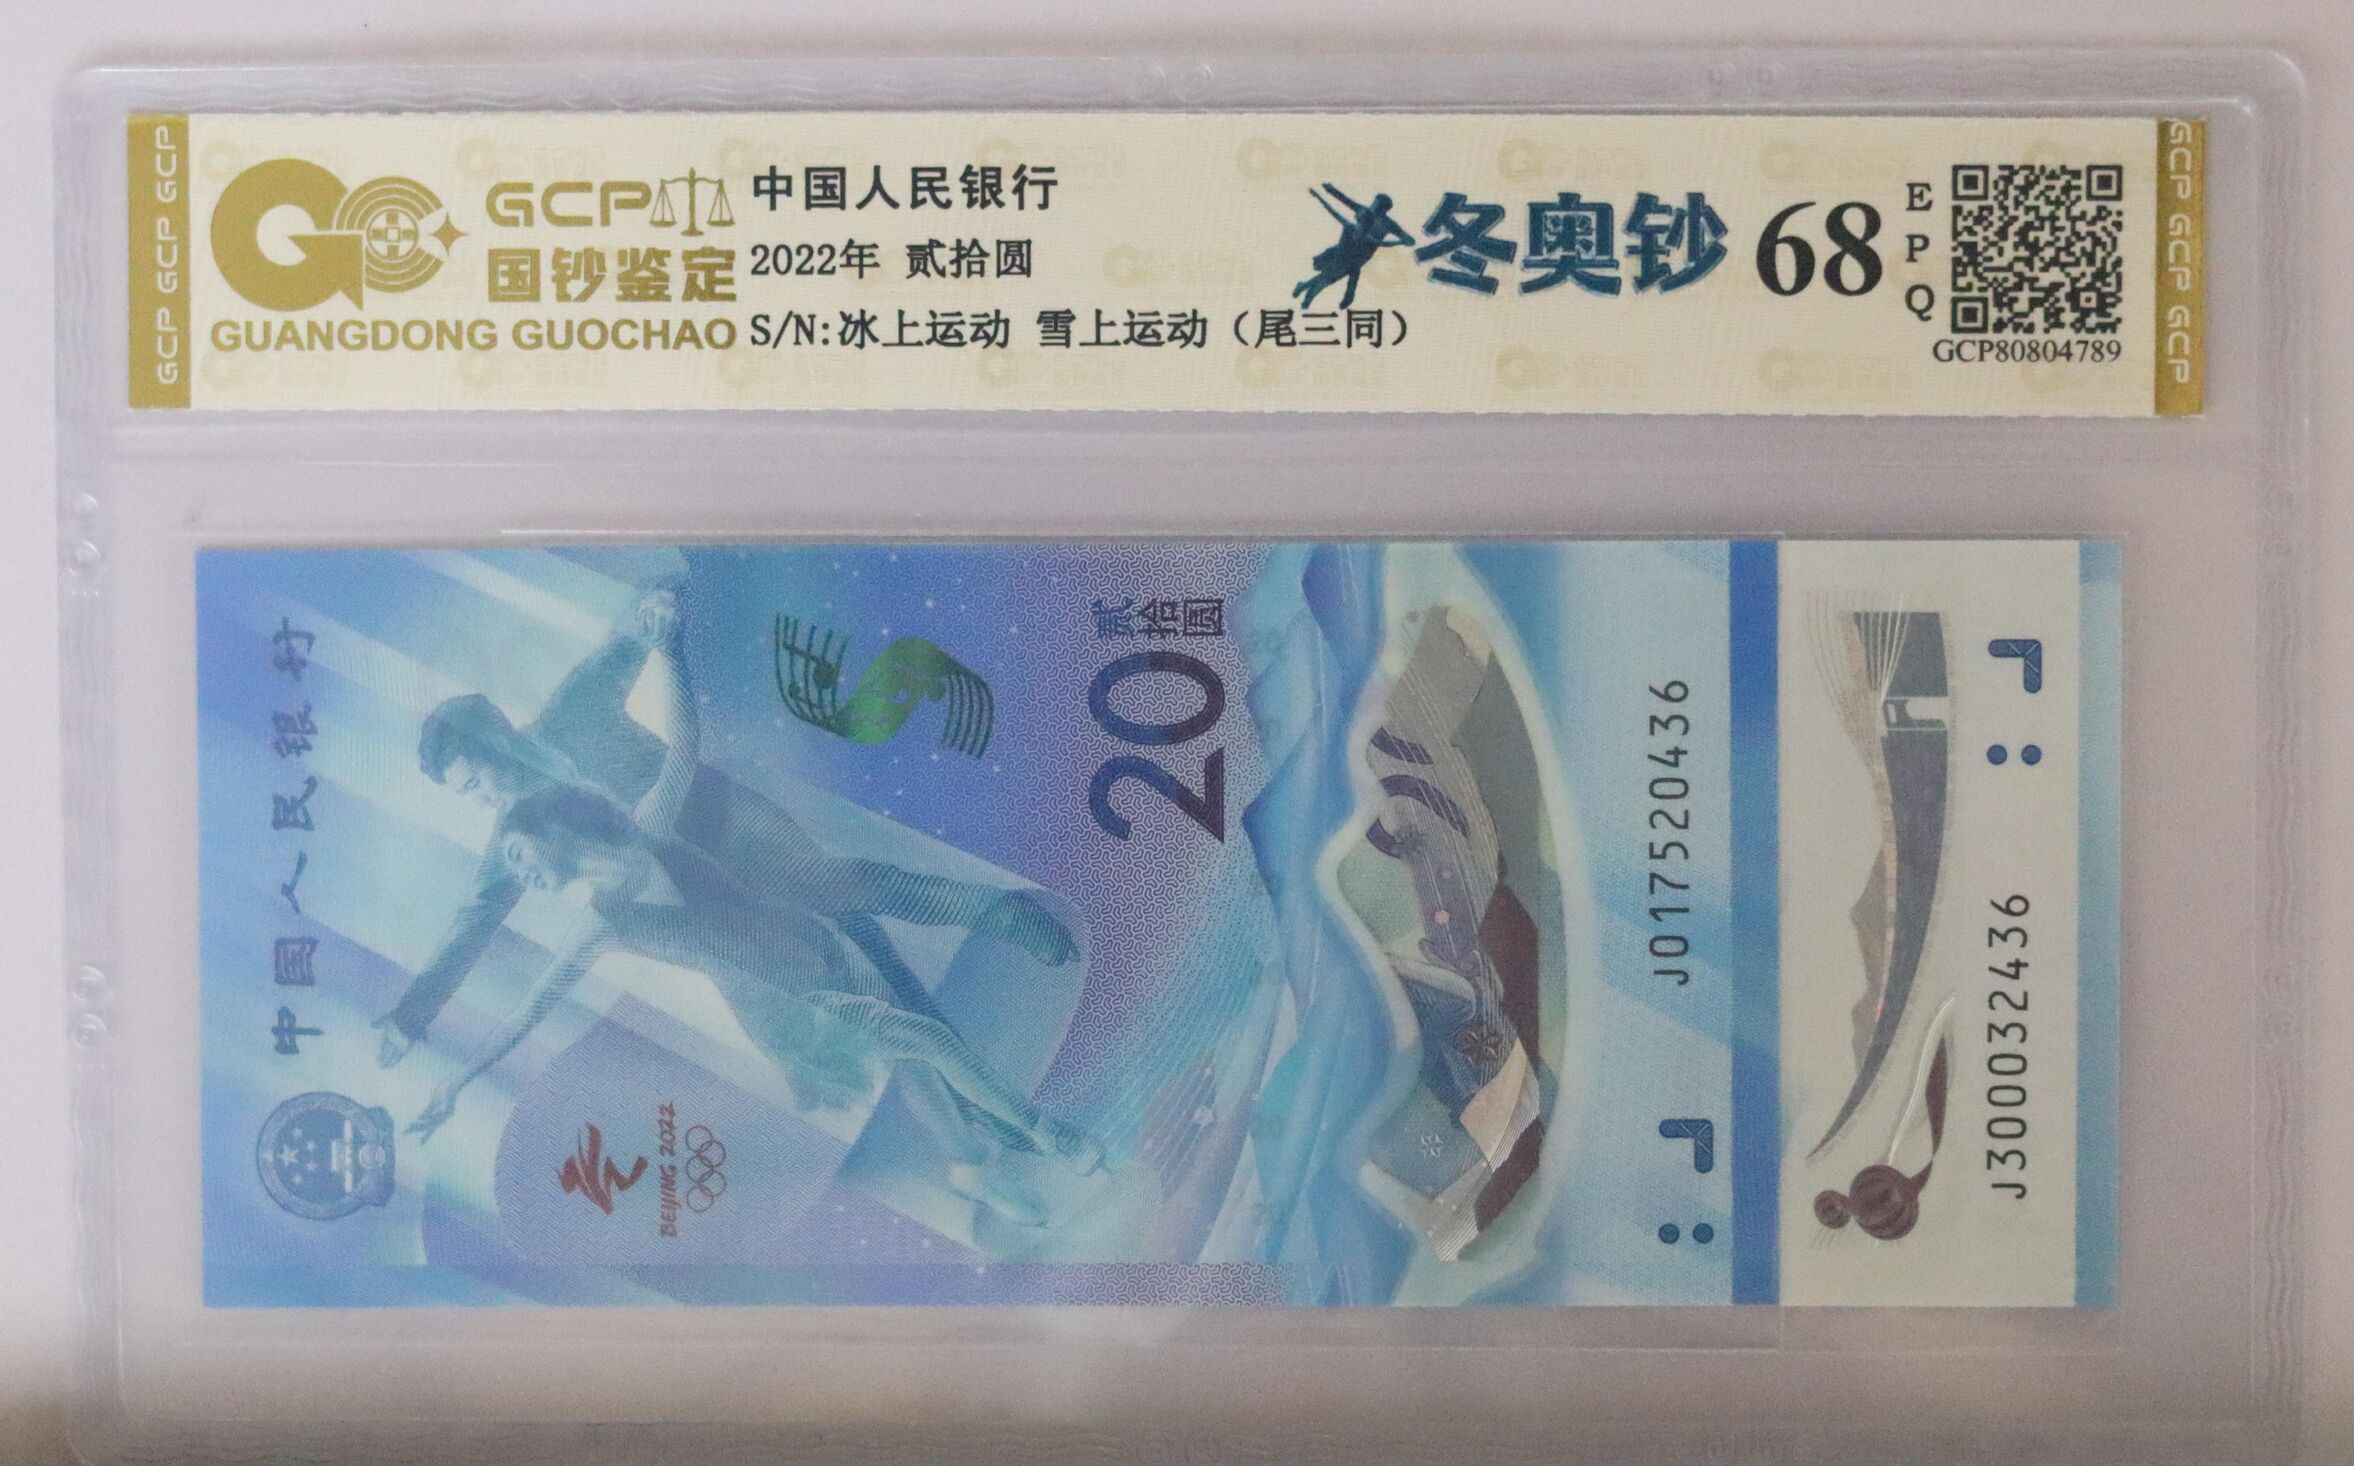 GCP GCP GCP
GCP
国钞鉴定
GUANGDONG GUOCHAO
中国人民银行
2022年 贰拾圆
S/N:冰上运动 雪上运动（尾三同）
冬奥钞
68
EPQ
GCP80804789
GCP GCP GCP
中国人民银行
BEIJING 2022
贰拾圆
20
20
J017520436
J300032436